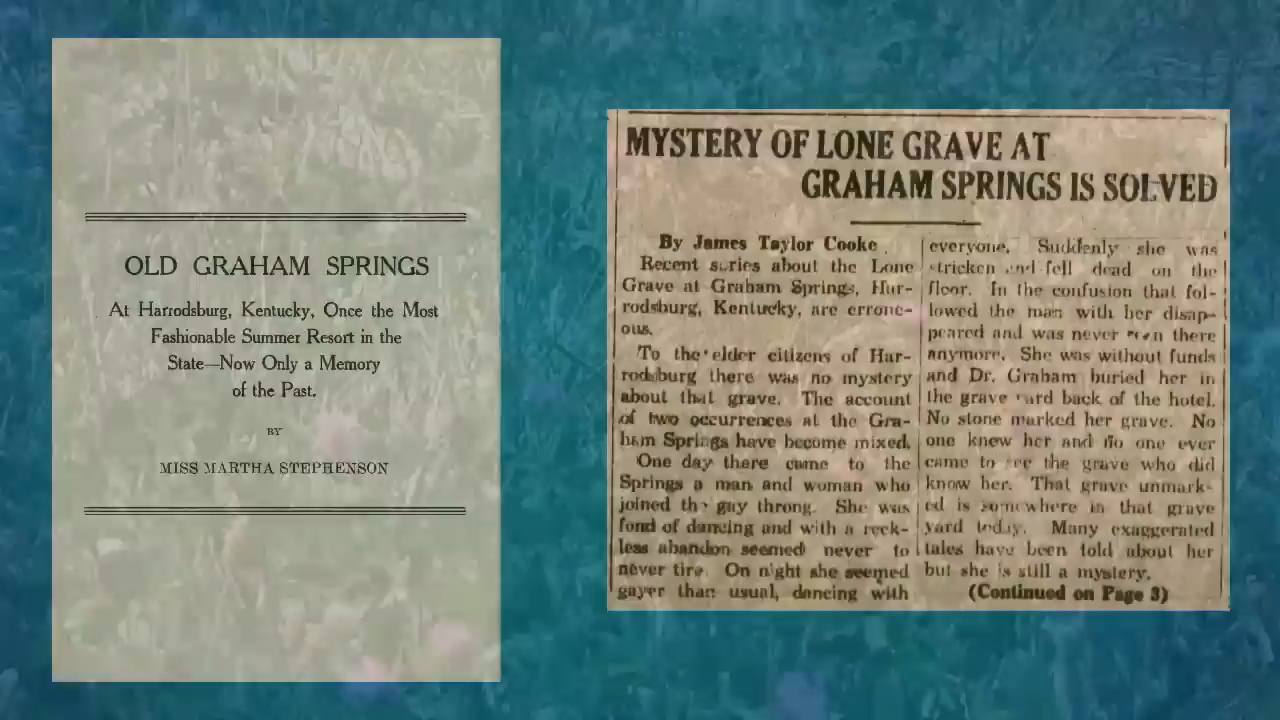 OLD GRAHAM SPRINGS
At Harrodsburg, Kentucky, Once the Most
Fashionable Summer Resort in the
State—Now Only a Memory
of the Past.
BY
MISS MARTHA STEPHENSON
MYSTERY OF LONE GRAVE AT
GRAHAM SPRINGS IS SOLVED
By James Taylor Cooke
Recent stories about the Lone
Grave at Graham Springs, Har-
rodsburg, Kentucky, are errone-
ous.
To the elder citizens of Har-
rodsburg there was no mystery
about that grave. The account
of two occurrences at the Gra-
ham Springs have become mixed.
One day there came to the
Springs a man and woman who
joined the gay throng. She was
fond of dancing and with a reck-
less abandon seemed never to
never tire. On night she seemed
gayer than usual, dancing with
everyone. Suddenly she was
stricken and fell dead on the
floor. In the confusion that fol-
lowed the man with her disap-
peared and was never seen there
anymore. She was without funds
and Dr. Graham buried her in
the grave yard back of the hotel.
No stone marked her grave. No
one knew her and no one ever
came to see the grave who did
know her. That grave unmark-
ed is somewhere in that grave
yard today. Many exaggerated
tales have been told about her
but she is still a mystery.
(Continued on Page 3)